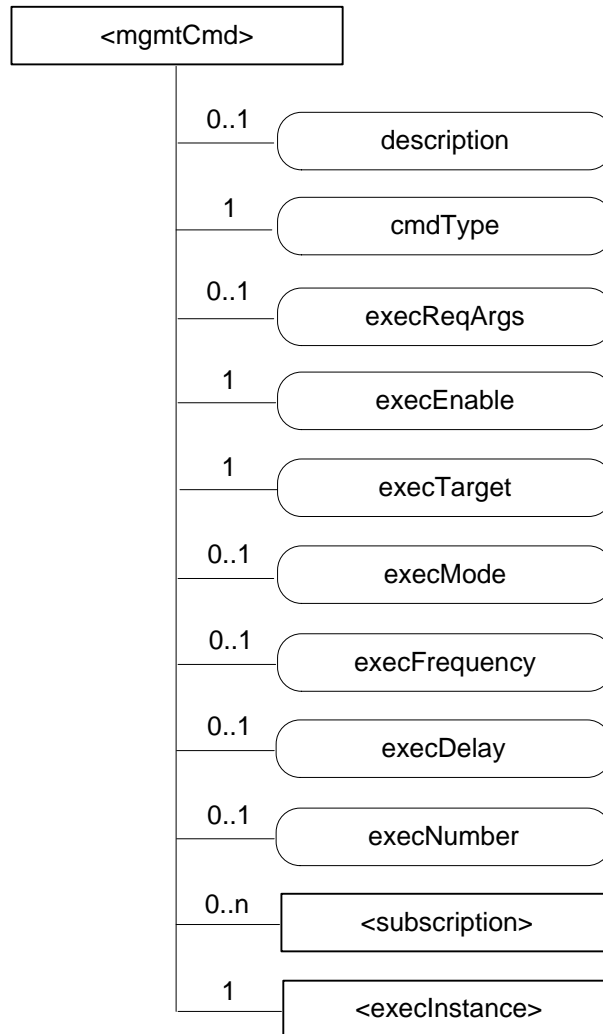 <mgmtCmd>
0..1
description
1
cmdType
0..1
execReqArgs
1
execEnable
1
execTarget
0..1
execMode
0..1
execFrequency
0..1
execDelay
0..1
execNumber
0..n
<subscription>
1
<execInstance>